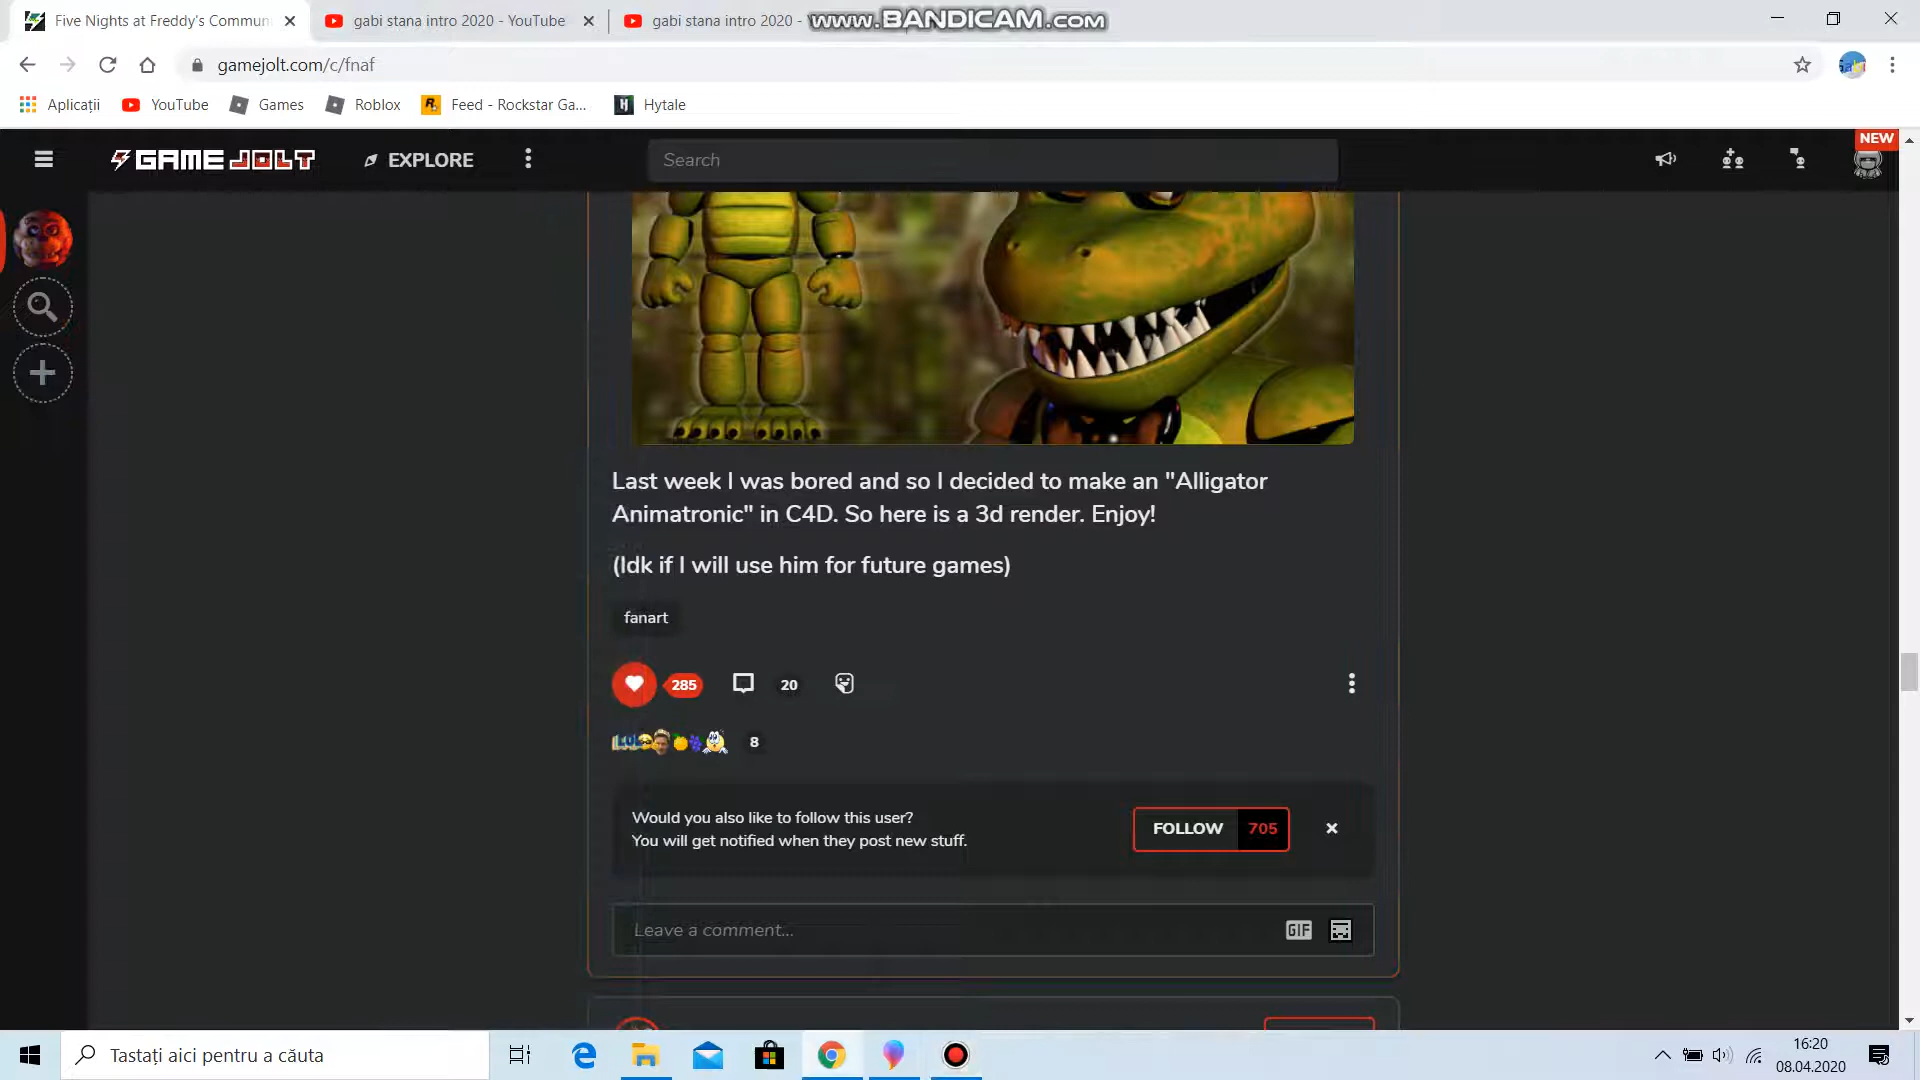 Five Nights at Freddy's Commun
gabi stana intro 2020 - YouTube
gabi stana intro 2020 -
www.BANDICAM.com
gamejolt.com/c/fnaf
Aplicații
YouTube
Games
Roblox
Feed - Rockstar Ga...
Hytale
GAME JOLT
EXPLORE
Search
NEW
Last week I was bored and so I decided to make an "Alligator
Animatronic" in C4D. So here is a 3d render. Enjoy!
(Idk if I will use him for future games)
fanart
285
20
LOL
8
Would you also like to follow this user?
You will get notified when they post new stuff.
FOLLOW 705
Leave a comment...
GIF
Tastați aici pentru a căuta
16:20
08.04.2020